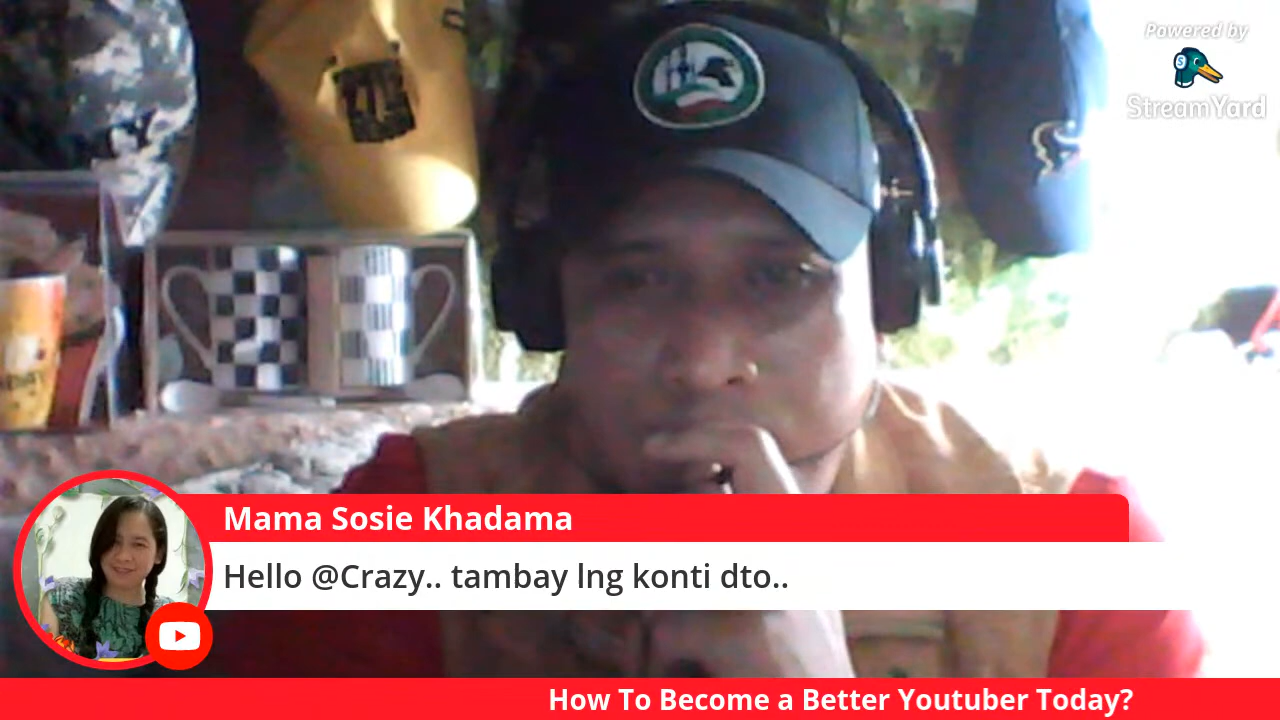 Powered by
StreamYard
Mama Sosie Khadama
Hello @Crazy.. tambay lng konti dto..
How To Become a Better Youtuber Today?